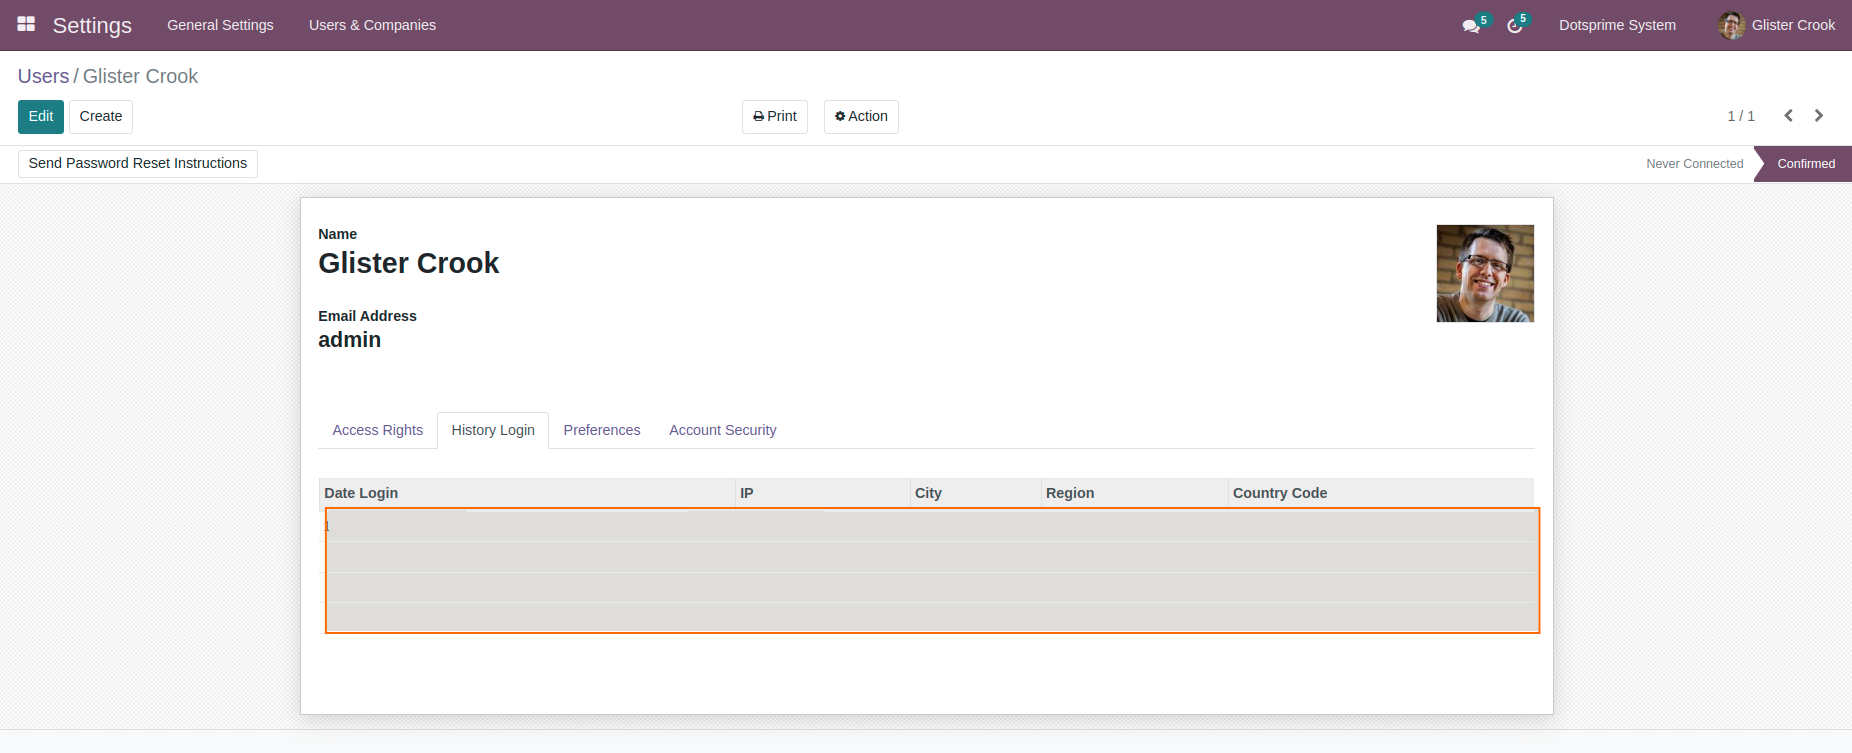 Settings General Settings Users & Companies 5 5 Dotsprime System Glister Crook
Users / Glister Crook
Edit Create Print Action 1 / 1
Send Password Reset Instructions Never Connected Confirmed
Name
Glister Crook
Email Address
admin
Access Rights History Login Preferences Account Security
Date Login IP City Region Country Code
1